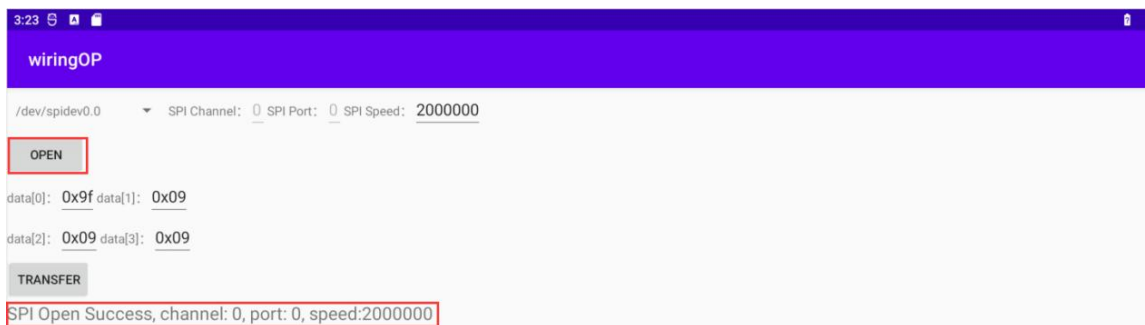 3:23
wiringOP
/dev/spidev0.0 SPI Channel: 0 SPI Port: 0 SPI Speed: 2000000
OPEN
data[0]: 0x9f data[1]: 0x09
data[2]: 0x09 data[3]: 0x09
TRANSFER
SPI Open Success, channel: 0, port: 0, speed:2000000